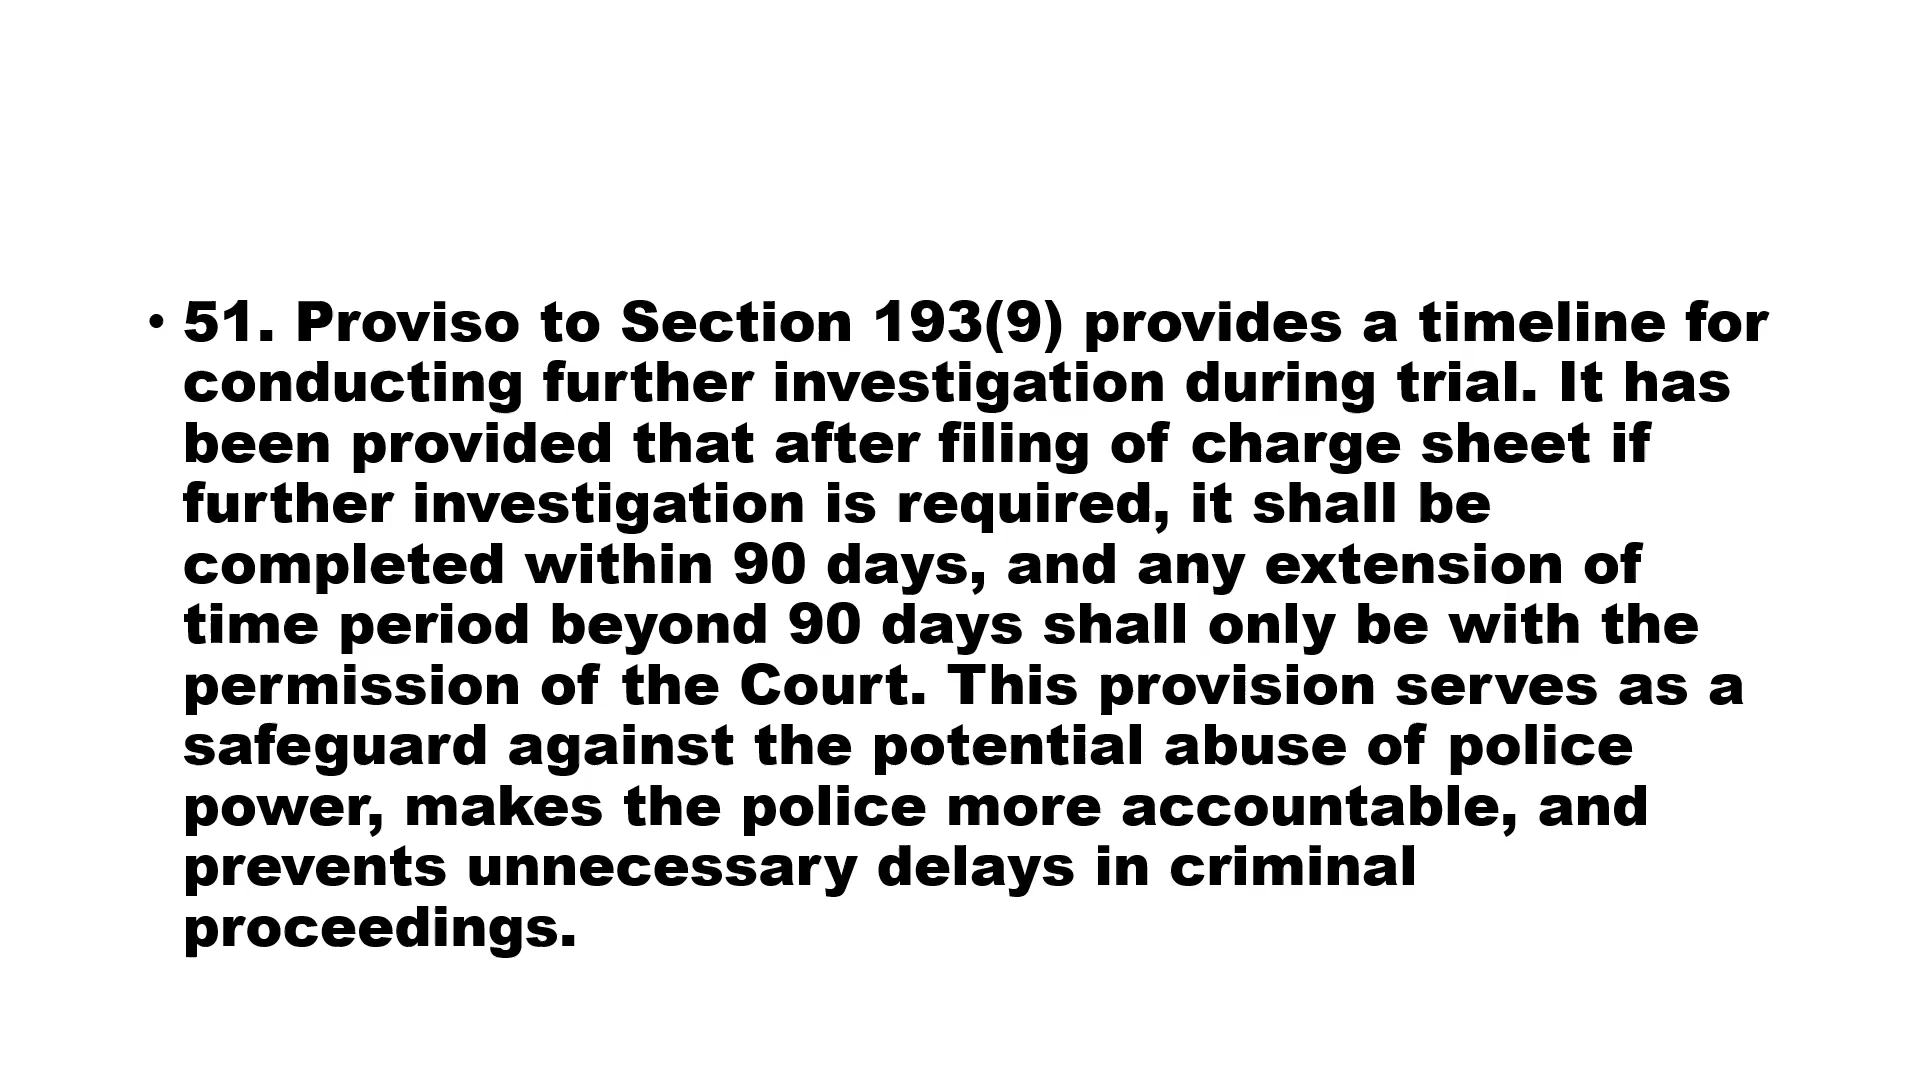 • 51. Proviso to Section 193(9) provides a timeline for
conducting further investigation during trial. It has
been provided that after filing of charge sheet if
further investigation is required, it shall be
completed within 90 days, and any extension of
time period beyond 90 days shall only be with the
permission of the Court. This provision serves as a
safeguard against the potential abuse of police
power, makes the police more accountable, and
prevents unnecessary delays in criminal
proceedings.